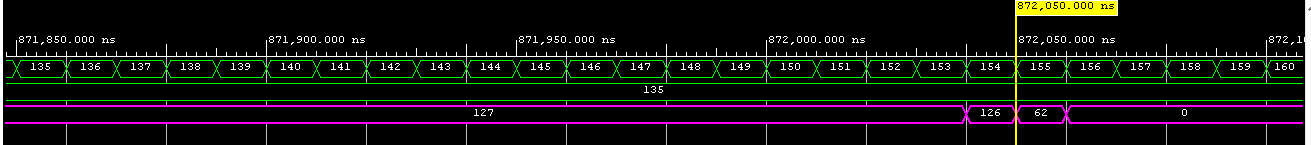 872,050.000 ns
871,850.000 ns 871,900.000 ns 871,950.000 ns 872,000.000 ns 872,050.000 ns 872,10
135 136 137 138 139 140 141 142 143 144 145 146 147 148 149 150 151 152 153 154 155 156 157 158 159 160
135
127 126 62 0